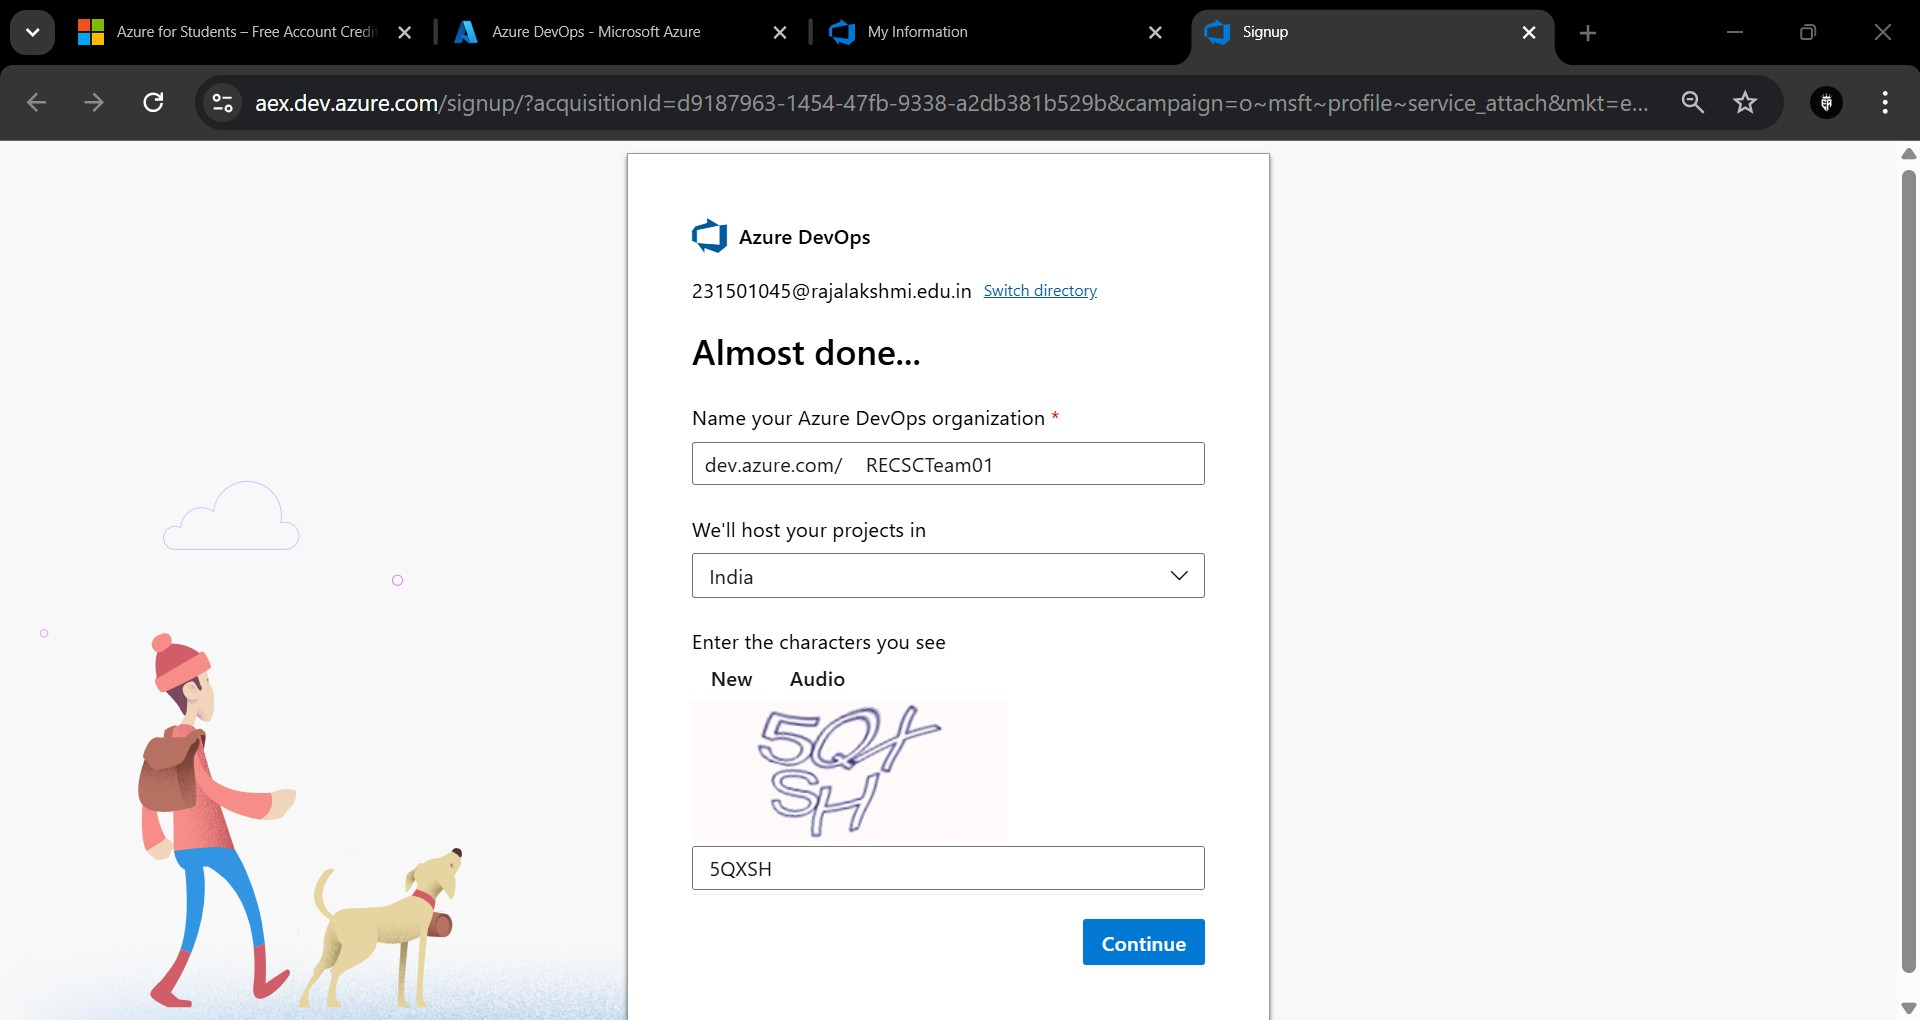 Azure for Students – Free Account Credi
Azure DevOps - Microsoft Azure
My Information
Signup
aex.dev.azure.com/signup/?acquisitionId=d9187963-1454-47fb-9338-a2db381b529b&campaign=o~msft~profile~service_attach&mkt=e...
Azure DevOps
231501045@rajalakshmi.edu.in Switch directory
Almost done...
Name your Azure DevOps organization *
dev.azure.com/ RECSCTeam01
We'll host your projects in
India
Enter the characters you see
New Audio
5QX
SH
5QXSH
Continue